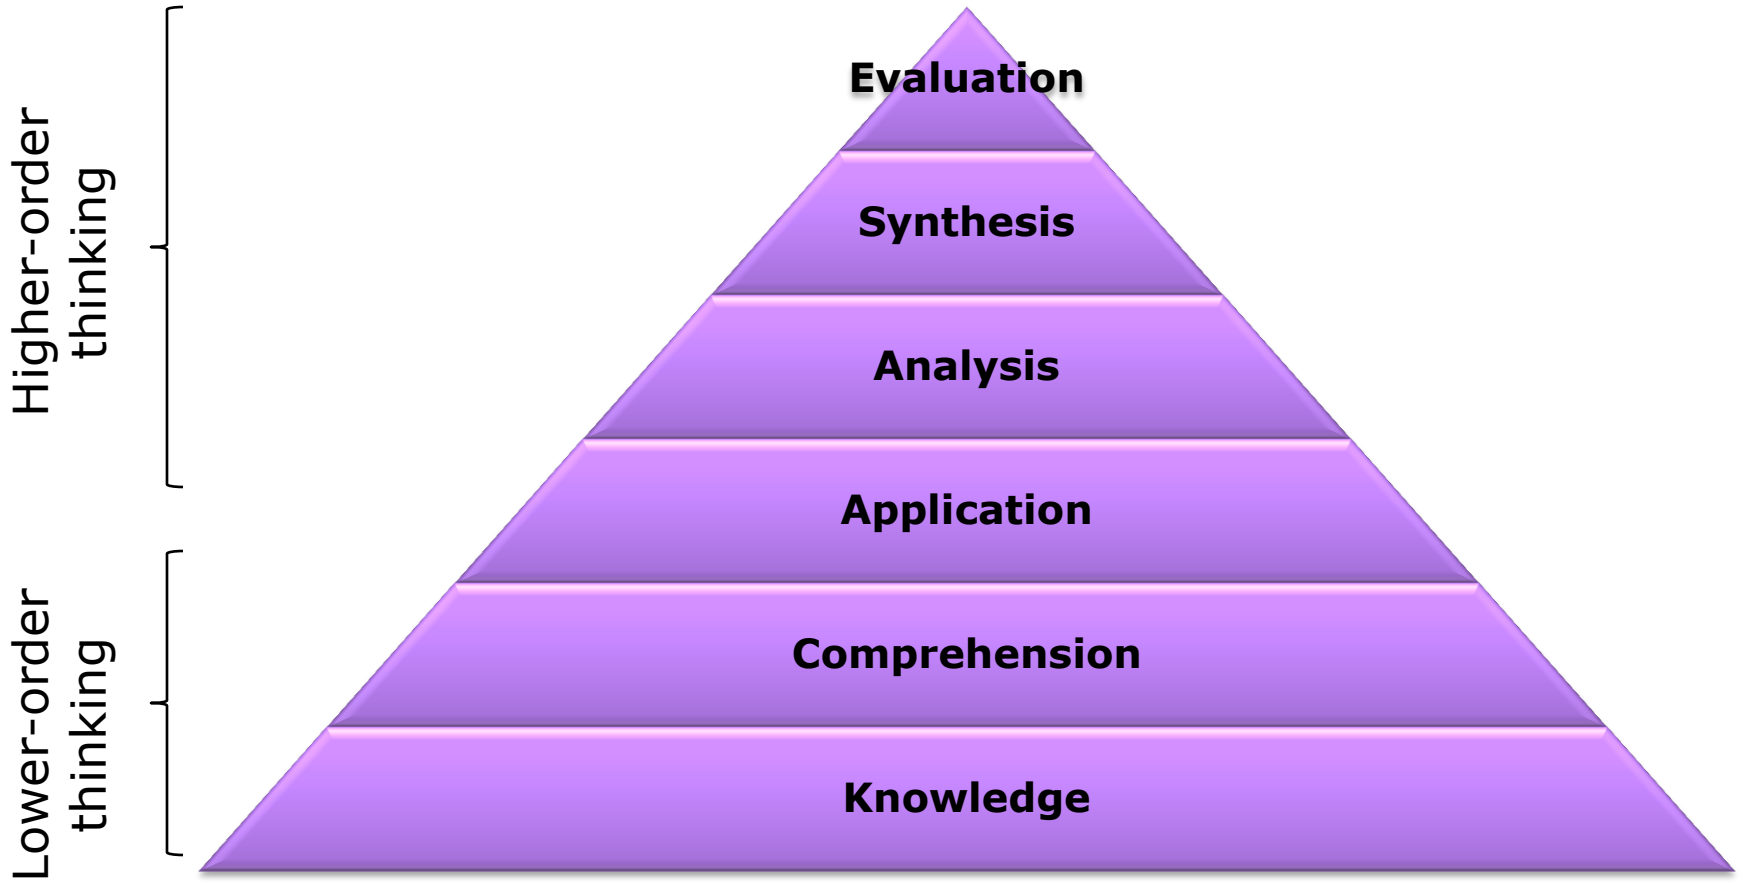 Higher-order
thinking
Lower-order
thinking
Evaluation
Synthesis
Analysis
Application
Comprehension
Knowledge